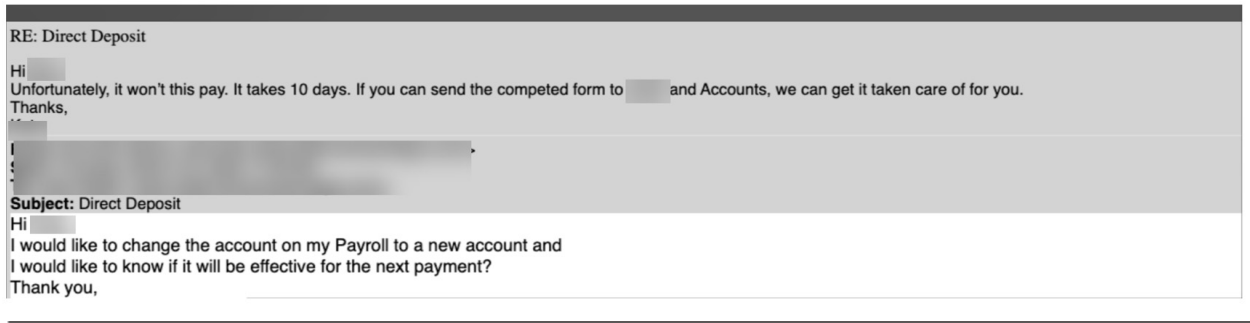 RE: Direct Deposit
Hi
Unfortunately, it won't this pay. It takes 10 days. If you can send the competed form to and Accounts, we can get it taken care of for you.
Thanks,
Subject: Direct Deposit
Hi
I would like to change the account on my Payroll to a new account and
I would like to know if it will be effective for the next payment?
Thank you,